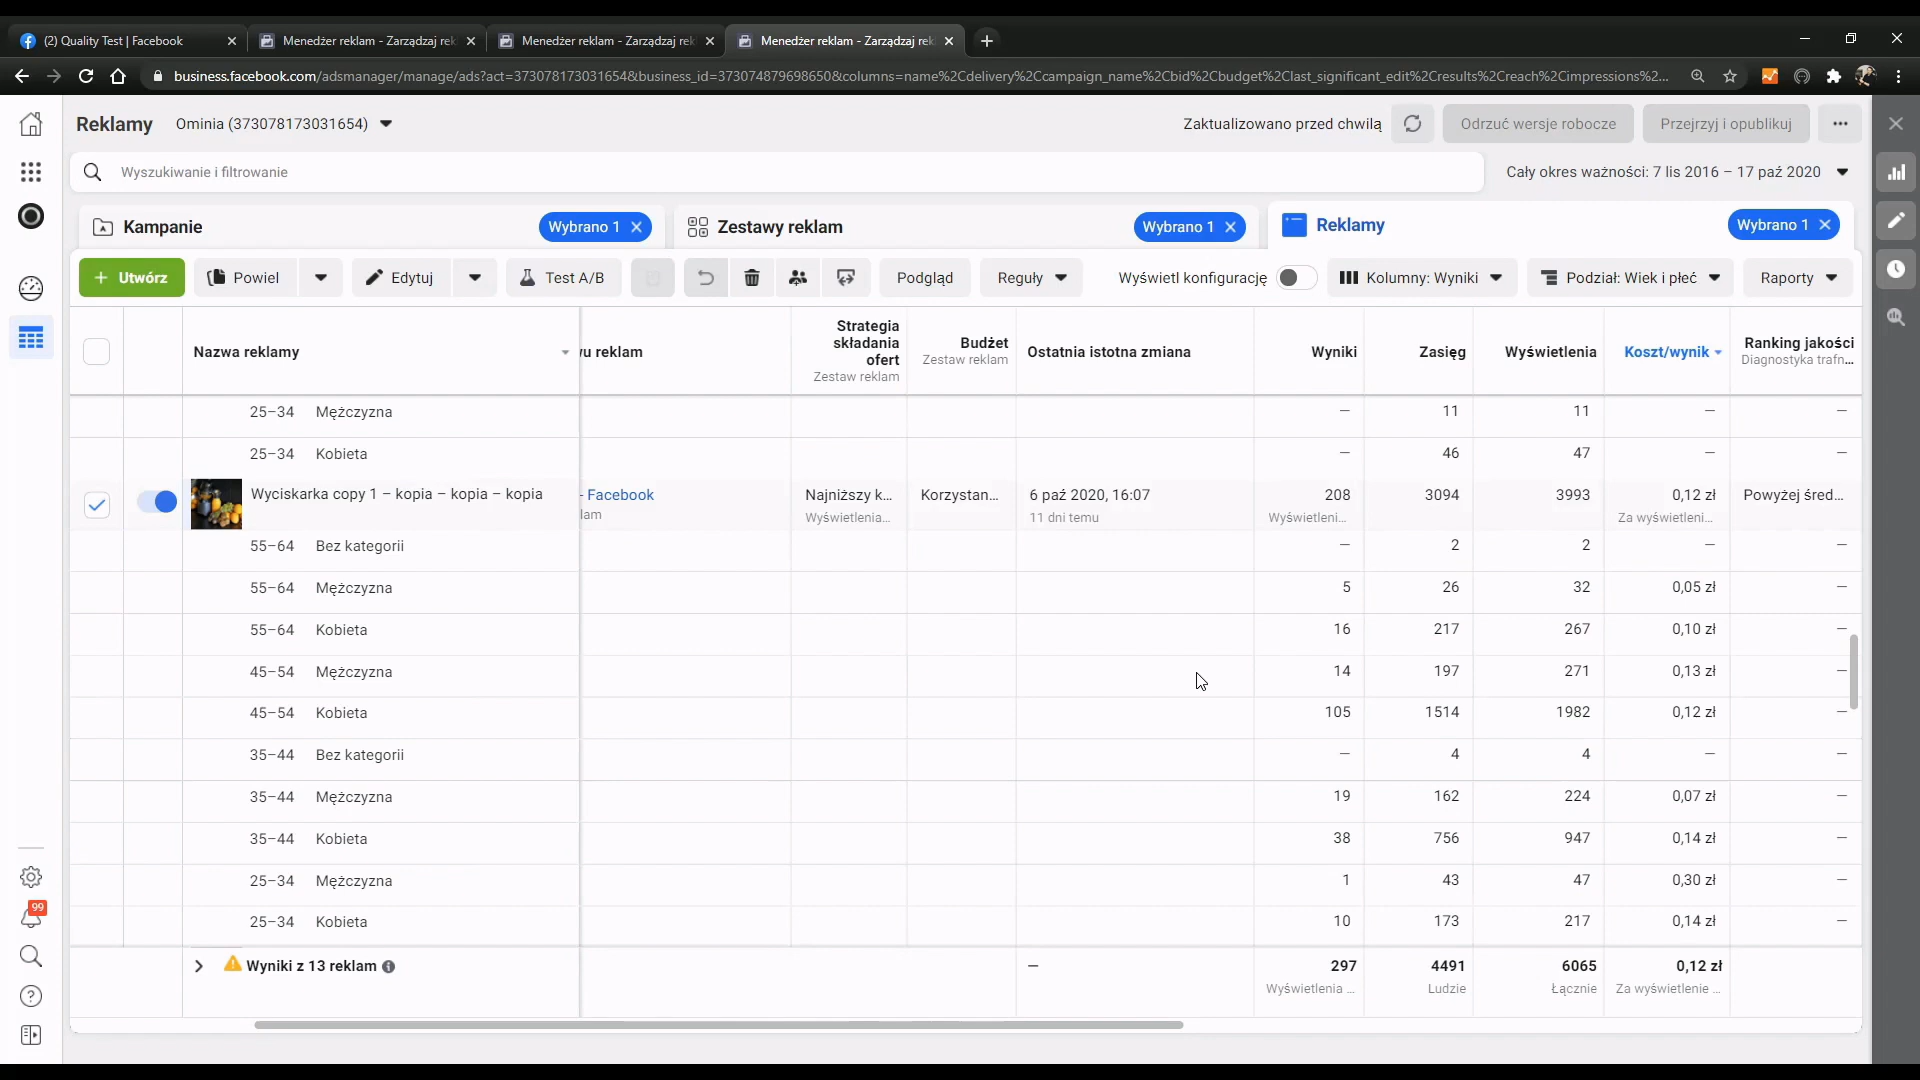 (2) Quality Test | Facebook
Menedżer reklam - Zarządzaj rek
Menedżer reklam - Zarządzaj rek
Menedżer reklam - Zarządzaj rek
business.facebook.com/adsmanager/manage/ads?act=373078173031654&business_id=373074879698650&columns=name%2Cdelivery%2Ccampaign_name%2Cbid%2Cbudget%2Clast_significant_edit%2Cresults%2Creach%2Cimpressions%2...
Reklamy
Ominia (373078173031654)
Zaktualizowano przed chwilą
Odrzuć wersje robocze
Przejrzyj i opublikuj
Wyszukiwanie i filtrowanie
Cały okres ważności: 7 lis 2016 – 17 paź 2020
Kampanie
Wybrano 1
Zestawy reklam
Wybrano 1
Reklamy
Wybrano 1
+ Utwórz
Powiel
Edytuj
Test A/B
Podgląd
Reguły
Wyświetl konfigurację
Kolumny: Wyniki
Podział: Wiek i płeć
Raporty
Nazwa reklamy
wu reklam
Strategia
składania
ofert
Zestaw reklam
Budżet
Zestaw reklam
Ostatnia istotna zmiana
Wyniki
Zasięg
Wyświetlenia
Koszt/wynik
Ranking jakości
Diagnostyka trafn...
25–34 Mężczyzna — 11 11 — —
25–34 Kobieta — 46 47 — —
Wyciskarka copy 1 – kopia – kopia – kopia
- Facebook
lam
Najniższy k...
Wyświetlenia...
Korzystan...
6 paź 2020, 16:07
11 dni temu
208
Wyświetleni...
3094
3993
0,12 zł
Za wyświetleni...
Powyżej śred...
55–64 Bez kategorii — 2 2 — —
55–64 Mężczyzna 5 26 32 0,05 zł —
55–64 Kobieta 16 217 267 0,10 zł —
45–54 Mężczyzna 14 197 271 0,13 zł —
45–54 Kobieta 105 1514 1982 0,12 zł —
35–44 Bez kategorii — 4 4 — —
35–44 Mężczyzna 19 162 224 0,07 zł —
35–44 Kobieta 38 756 947 0,14 zł —
25–34 Mężczyzna 1 43 47 0,30 zł —
25–34 Kobieta 10 173 217 0,14 zł —
99
Wyniki z 13 reklam — 297 4491 6065 0,12 zł
Wyświetlenia ... Ludzie Łącznie Za wyświetlenie ...